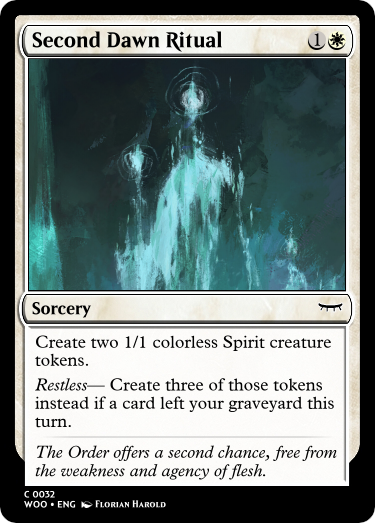 Second Dawn Ritual 1
Sorcery
Create two 1/1 colorless Spirit creature
tokens.
Restless— Create three of those tokens
instead if a card left your graveyard this
turn.
The Order offers a second chance, free from
the weakness and agency of flesh.
C 0032
WOO • ENG Florian Harold